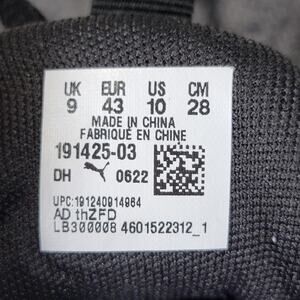 UK EUR US CM
9 43 10 28
MADE IN CHINA
FABRIQUÉ EN CHINE
191425-03
DH 0622
UPC:191240914964
AD thZFD
LB300008 4601522312_1